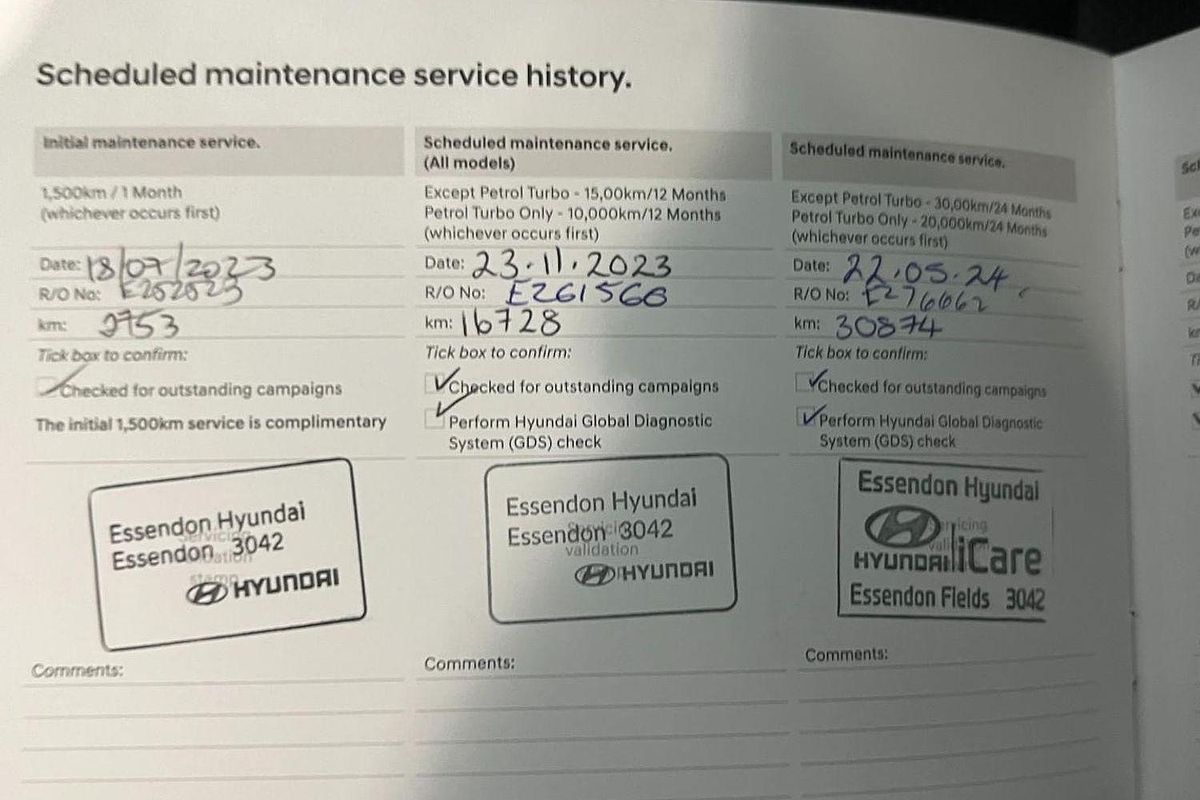 Scheduled maintenance service history.
Initial maintenance service.
1,500km / 1 Month
(whichever occurs first)
Date: 18/07/2023
R/O No: E252023
km: 2753
Tick box to confirm:
Checked for outstanding campaigns
The initial 1,500km service is complimentary
Essendon Hyundai
Essendon 3042
HYUNDAI
Comments:
Scheduled maintenance service.
(All models)
Except Petrol Turbo - 15,00km/12 Months
Petrol Turbo Only - 10,000km/12 Months
(whichever occurs first)
Date: 23.11.2023
R/O No: E261568
km: 16728
Tick box to confirm:
Checked for outstanding campaigns
Perform Hyundai Global Diagnostic
System (GDS) check
Essendon Hyundai
Essendon 3042
validation
HYUNDAI
Comments:
Scheduled maintenance service.
Except Petrol Turbo - 30,00km/24 Months
Petrol Turbo Only - 20,000km/24 Months
(whichever occurs first)
Date: 22.05.24
R/O No: E276662
km: 30874
Tick box to confirm:
Checked for outstanding campaigns
Perform Hyundai Global Diagnostic
System (GDS) check
Essendon Hyundai
HYUNDAI iCare
Essendon Fields 3042
Comments: